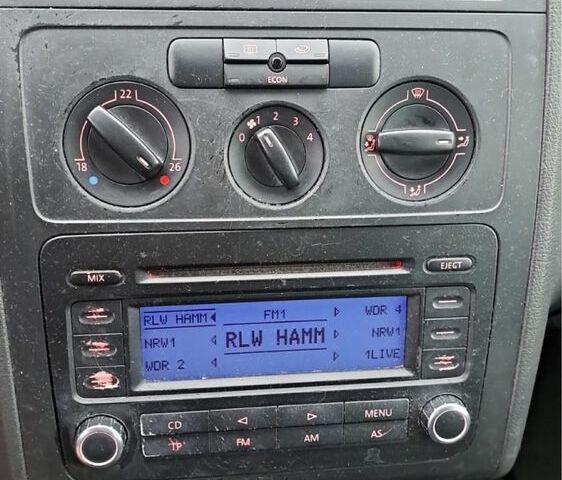 ECON
22
18 26
0 1 2 3 4
MIX EJECT
RLW HAMM FM1 WDR 4
NRW1 RLW HAMM NRW1
WDR 2 1LIVE
CD MENU
TP FM AM AS